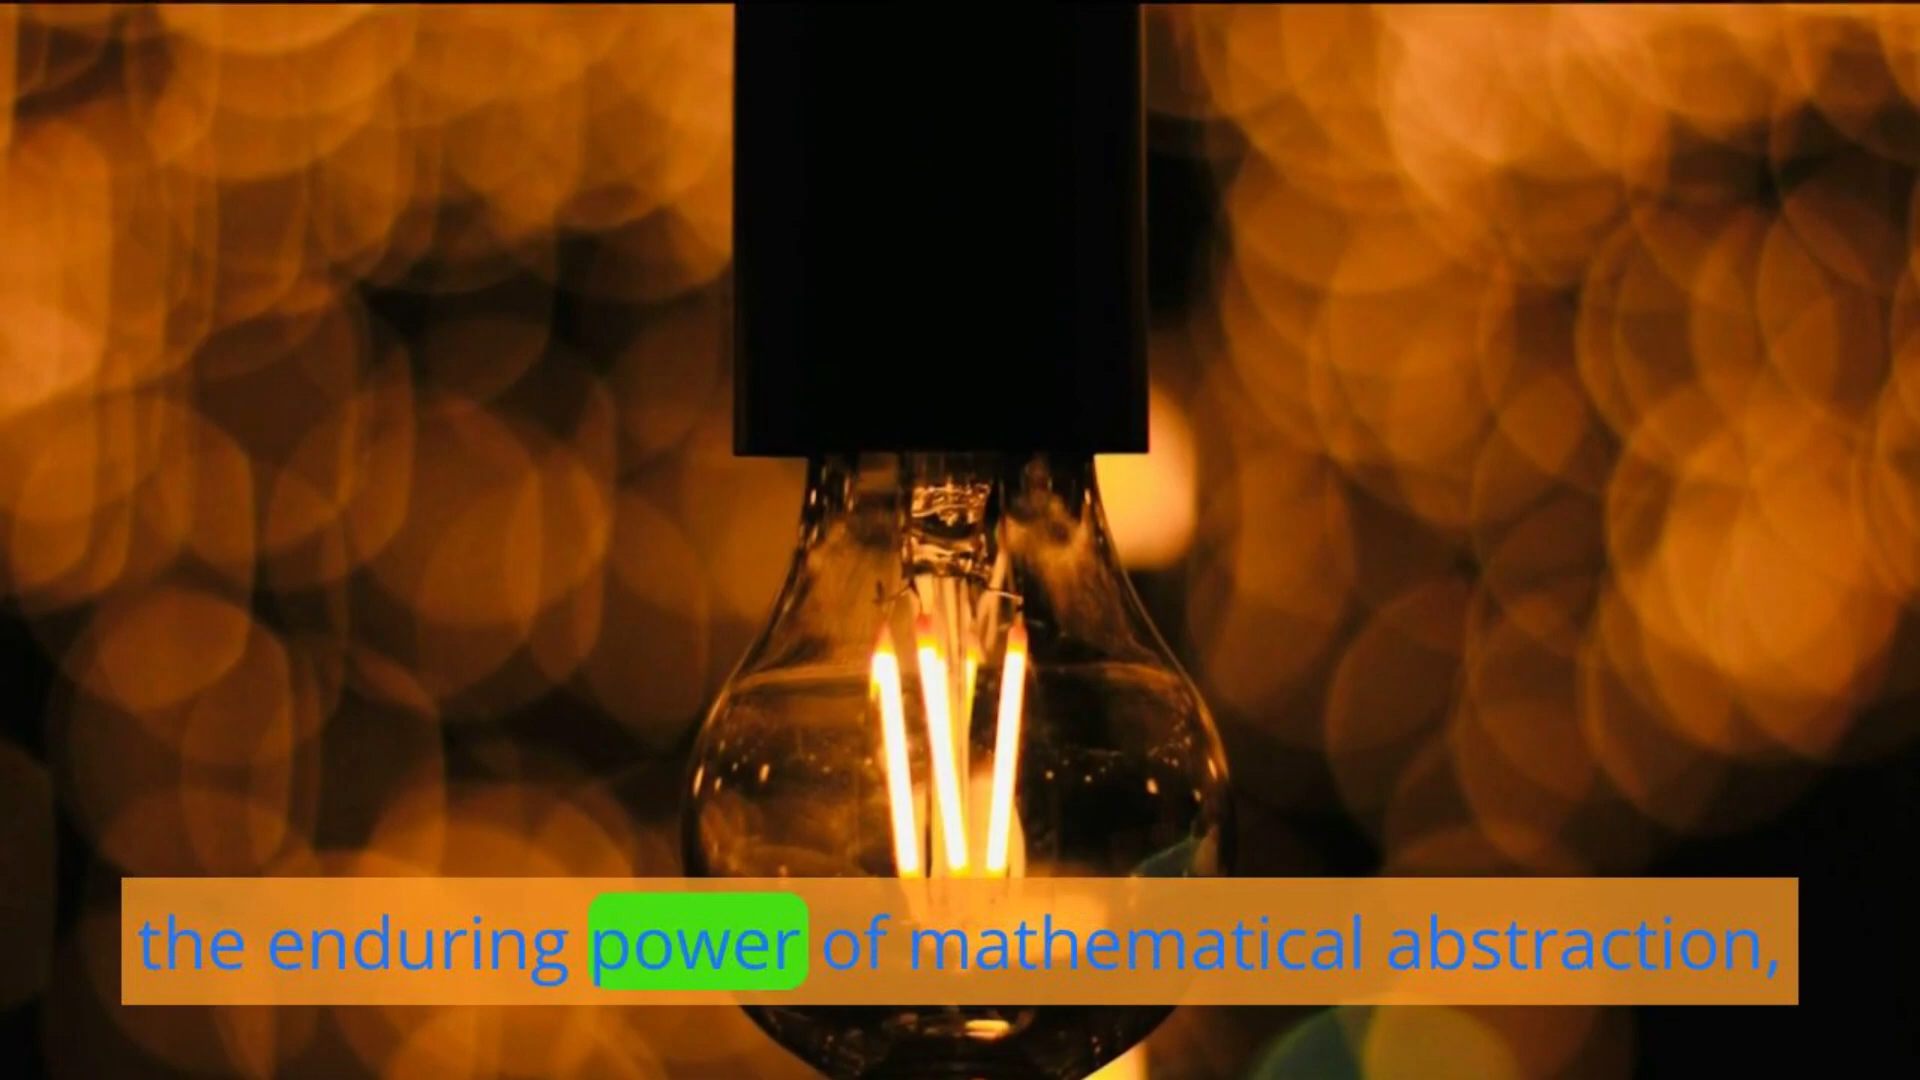 the enduring power of mathematical abstraction,